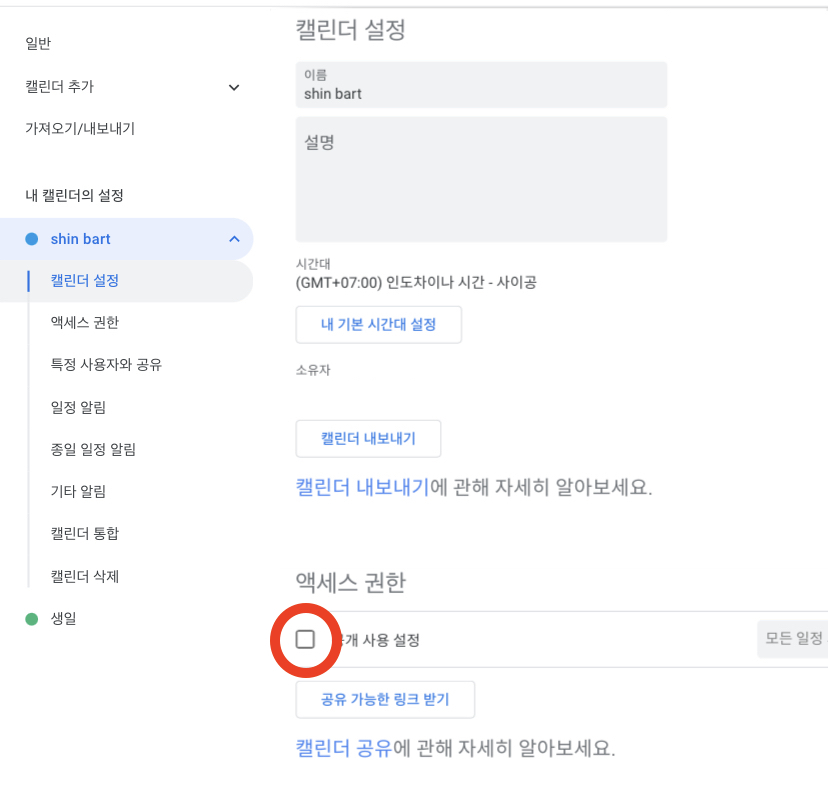 일반
캘린더 추가
가져오기/내보내기
내 캘린더의 설정
shin bart
캘린더 설정
액세스 권한
특정 사용자와 공유
일정 알림
종일 일정 알림
기타 알림
캘린더 통합
캘린더 삭제
생일
캘린더 설정
이름
shin bart
설명
시간대
(GMT+07:00) 인도차이나 시간 - 사이공
내 기본 시간대 설정
소유자
캘린더 내보내기
캘린더 내보내기에 관해 자세히 알아보세요.
액세스 권한
사용 설정
모든 일정
공유 가능한 링크 받기
캘린더 공유에 관해 자세히 알아보세요.